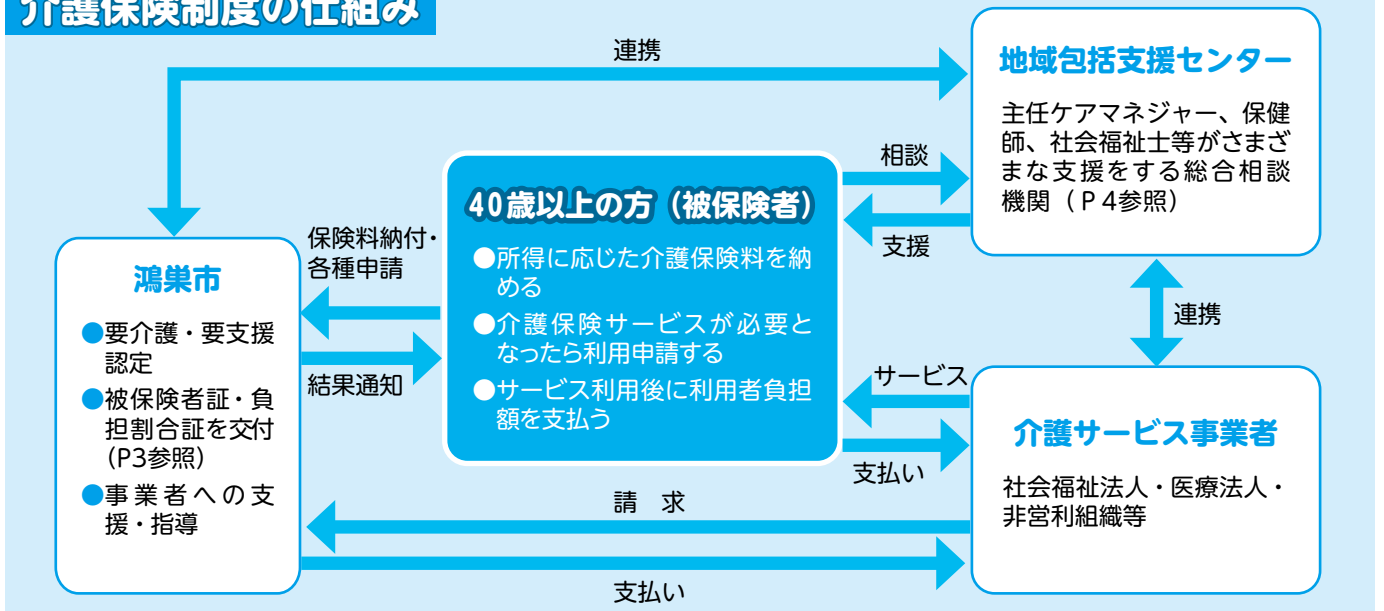 介護保険制度の仕組み
連携
地域包括支援センター
主任ケアマネジャー、保健
師、社会福祉士等がさまざ
まな支援をする総合相談
機関（P4参照）
相談
支援
40歳以上の方（被保険者）
●所得に応じた介護保険料を納
める
●介護保険サービスが必要と
なったら利用申請する
●サービス利用後に利用者負担
額を支払う
保険料納付・
各種申請
結果通知
鴻巣市
●要介護・要支援
認定
●被保険者証・負
担割合証を交付
(P3参照)
●事業者への支
援・指導
連携
サービス
支払い
介護サービス事業者
社会福祉法人・医療法人・
非営利組織等
請 求
支払い